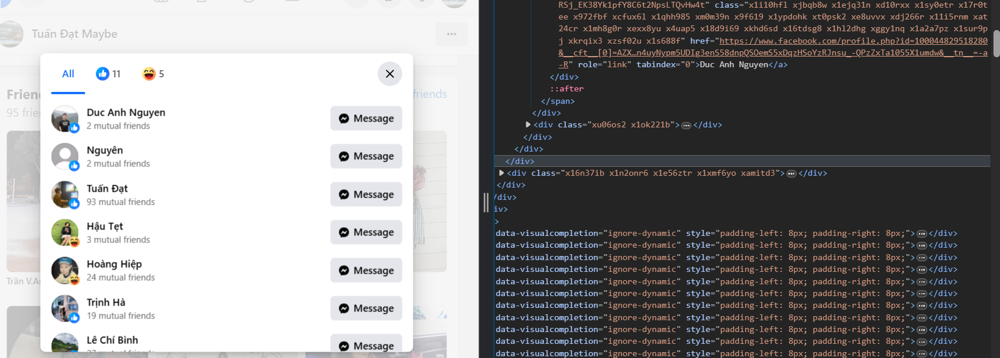 Tuấn Đạt Maybe
All
11
5
Friend
friends
95 frie
Duc Anh Nguyen
2 mutual friends
Message
Nguyên
2 mutual friends
Message
Tuấn Đạt
93 mutual friends
Message
Hậu Tẹt
3 mutual friends
Message
Hoàng Hiệp
24 mutual friends
Message
Trịnh Hà
19 mutual friends
Message
Lê Chí Bình
Message
Trần V.A
RSj_EK38Yk1pfY8C6t2NpsLTQvHw4t" class="x1i10hfl xjbqb8w x1ejq31n xd10rxx x1sy0etr x17r0t
ee x972fbf xcfux6l x1qhh985 xm0m39n x9f619 x1ypdohk xt0psk2 xe8uvvx xdj266r x11i5rnm xat
24cr x1mh8g0r xexx8yu x4uap5 x18d9i69 xkhd6sd x16tdsg8 x1hl2dhg xggy1nq x1a2a7pz x1sur9p
j xkrqix3 xzsf02u x1s688f" href="https://www.facebook.com/profile.php?id=100044829518280
&__cft__[0]=AZX…n4uyNypm5UDIg3enS58dnpQSOemS5xDqzHSoYzRJnsu_-QPzZxTa1055X1umdw&__tn__=-a
-R" role="link" tabindex="0">Duc Anh Nguyen</a>
</div>
::after
</span>
</div>
<div class="xu06os2 x1ok221b">…</div>
</div>
</div>
</div>
<div class="x16n37ib x1n2onr6 x1e56ztr x1xmf6yo xamitd3">…</div>
</div>
/div>
iv>
>
data-visualcompletion="ignore-dynamic" style="padding-left: 8px; padding-right: 8px;">…</div>
data-visualcompletion="ignore-dynamic" style="padding-left: 8px; padding-right: 8px;">…</div>
data-visualcompletion="ignore-dynamic" style="padding-left: 8px; padding-right: 8px;">…</div>
data-visualcompletion="ignore-dynamic" style="padding-left: 8px; padding-right: 8px;">…</div>
data-visualcompletion="ignore-dynamic" style="padding-left: 8px; padding-right: 8px;">…</div>
data-visualcompletion="ignore-dynamic" style="padding-left: 8px; padding-right: 8px;">…</div>
data-visualcompletion="ignore-dynamic" style="padding-left: 8px; padding-right: 8px;">…</div>
data-visualcompletion="ignore-dynamic" style="padding-left: 8px; padding-right: 8px;">…</div>
data-visualcompletion="ignore-dynamic" style="padding-left: 8px; padding-right: 8px;">…</div>
data-visualcompletion="ignore-dynamic" style="padding-left: 8px; padding-right: 8px;">…</div>
data-visualcompletion="ignore-dynamic" style="padding-left: 8px; padding-right: 8px;">…</div>